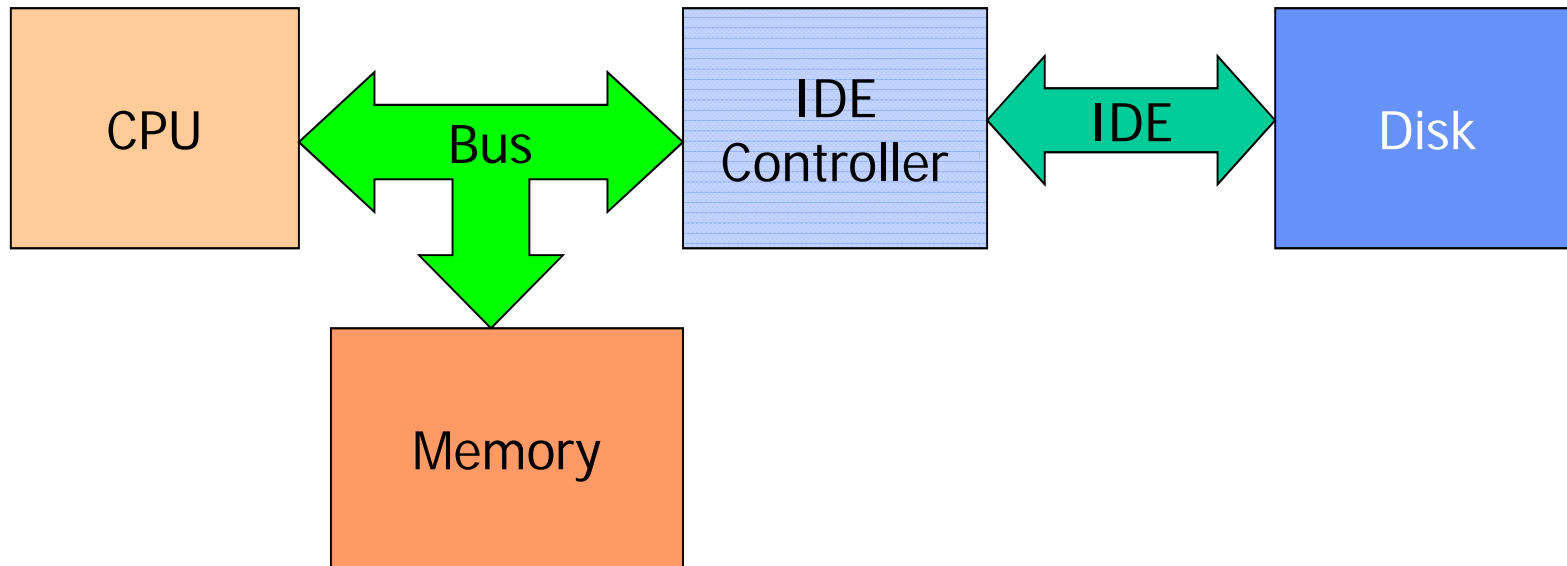 CPU
Bus
IDE
Controller
IDE
Disk
Memory